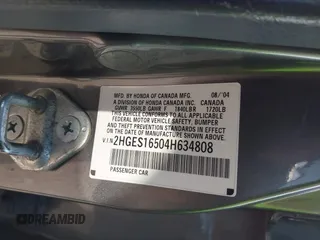 MFD. BY HONDA OF CANADA MFG., 08/'04
A DIVISION OF HONDA CANADA INC. CANADA
GVWR 3550LB GAWR F 1840LB R 1720LB
THIS VEHICLE CONFORMS TO ALL APPLICABLE
FEDERAL MOTOR VEHICLE SAFETY, BUMPER
AND THEFT PREVENTION STANDARDS IN EFFECT
ON THE DATE OF MANUFACTURE SHOWN ABOVE.
V.I.N. 2HGES16504H634808
PASSENGER CAR
DREAMBID